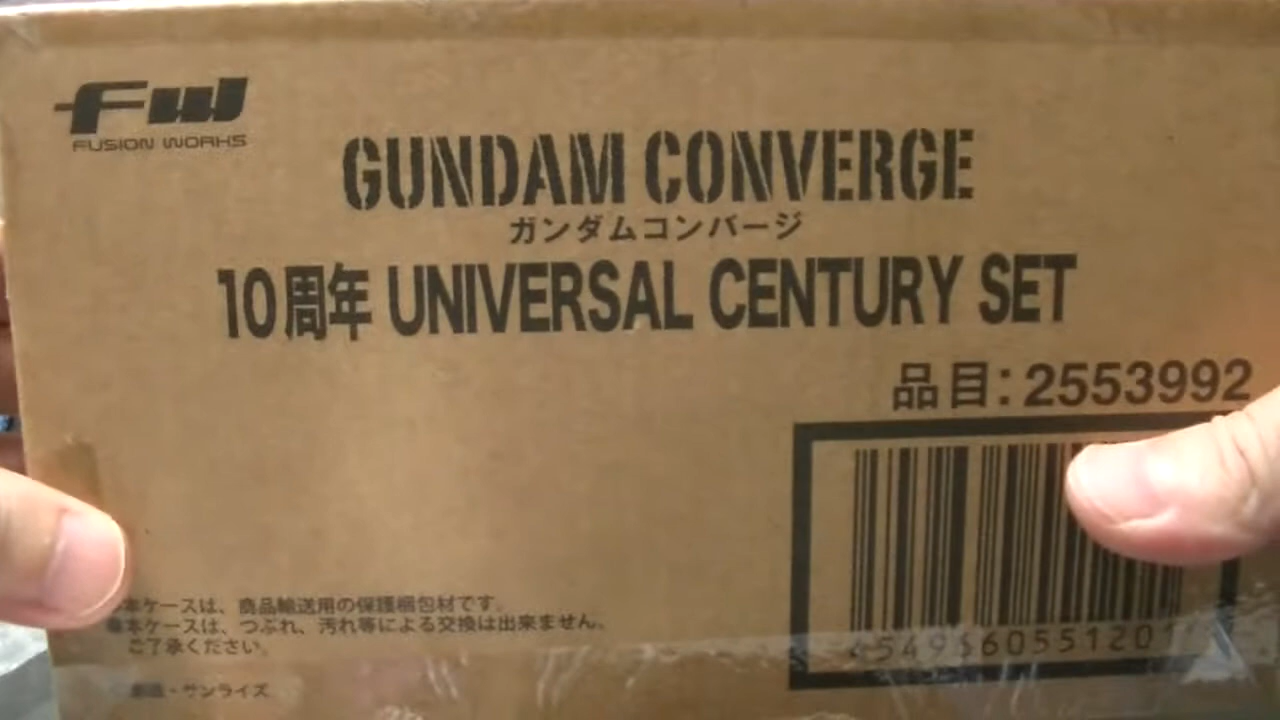 FW
FUSION WORKS
GUNDAM CONVERGE
ガンダムコンバージ
10周年 UNIVERSAL CENTURY SET
品目:2553992
本ケースは、商品輸送用の保護梱包材です。
本ケースは、つぶれ、汚れ等による交換は出来ません。
ご了承ください。
創通・サンライズ